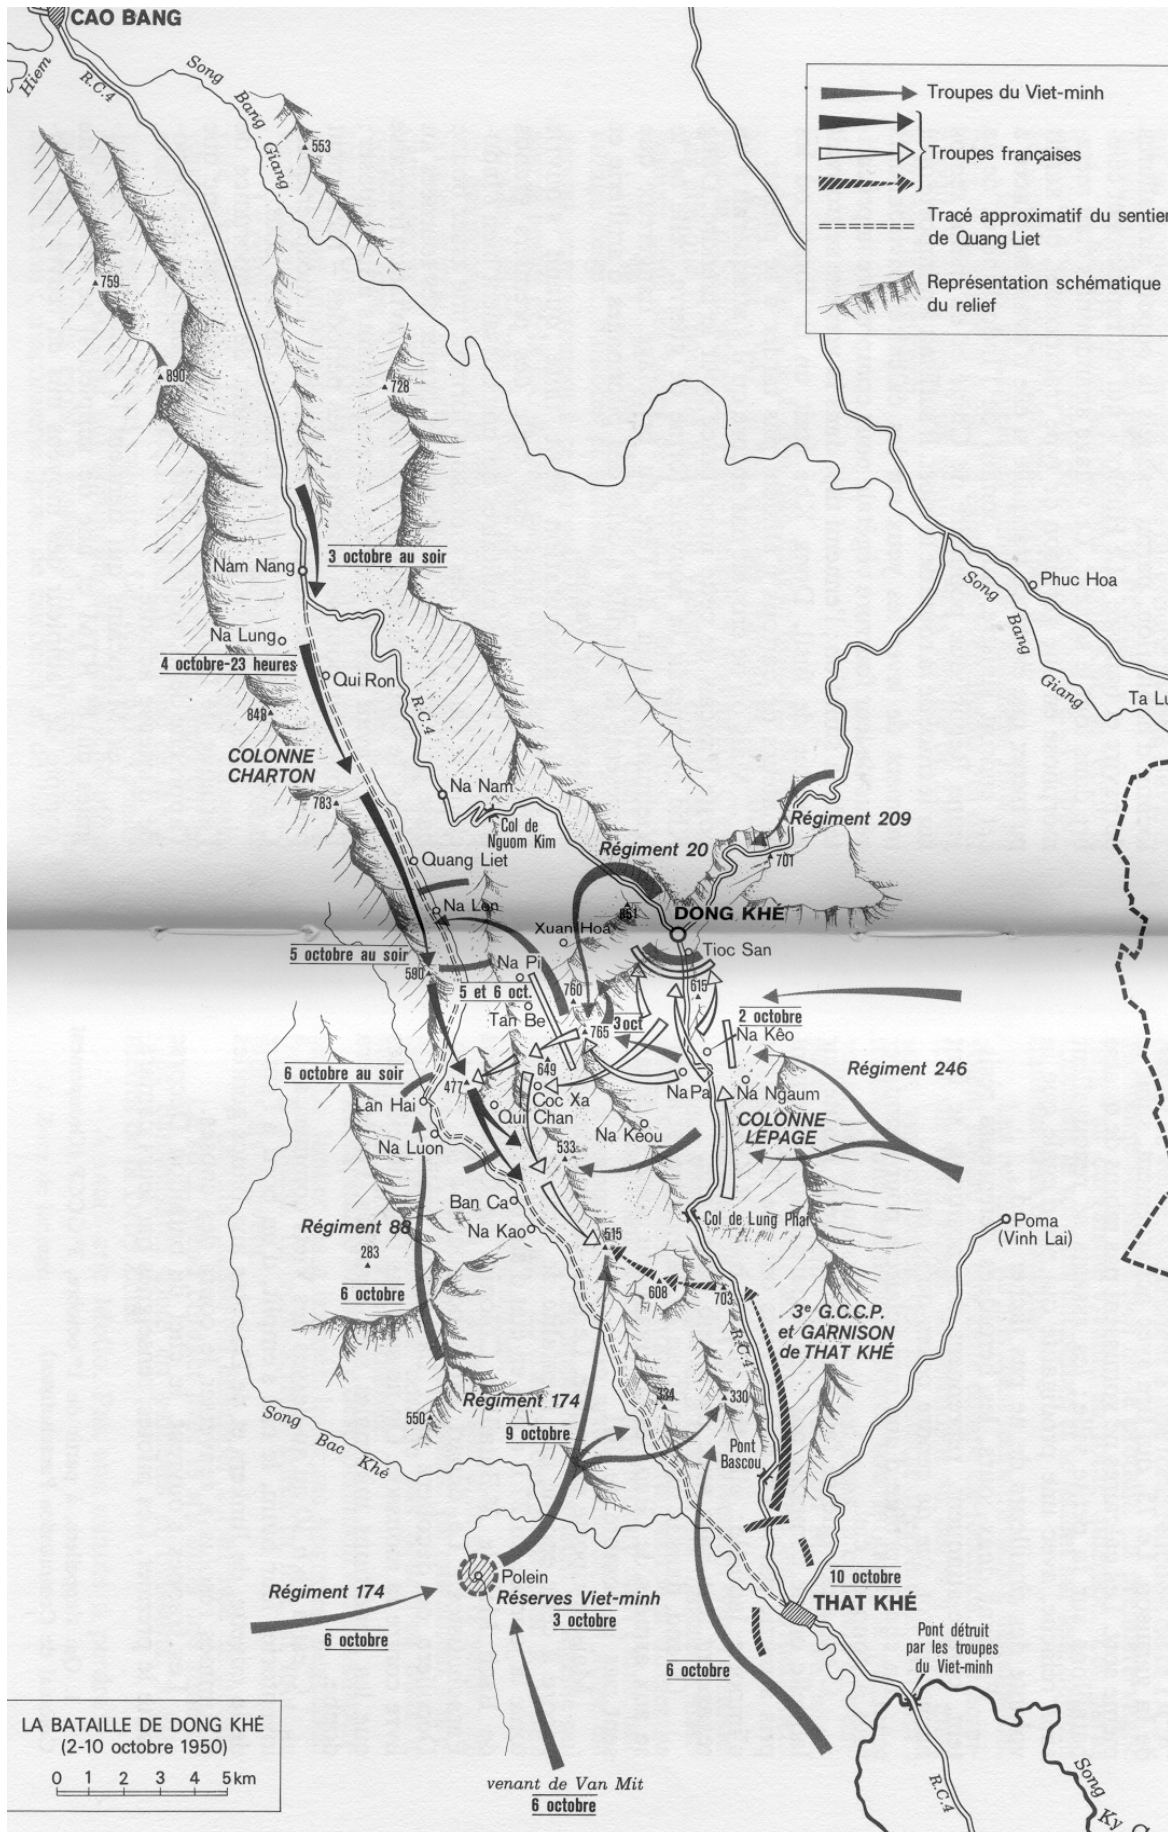 CAO BANG
Hiem
R.C.4
Song
Bang
Giang
553
Troupes du Viet-minh
Troupes françaises
Tracé approximatif du sentier
de Quang Liet
Représentation schématique
du relief
759
890
728
3 octobre au soir
Nam Nang
Phuc Hoa
Song
Bang
Giang
Na Lung
4 octobre-23 heures
Qui Ron
R.C.4
Ta Lu
848
COLONNE
CHARTON
783
Na Nam
Col de
Nguom Kim
Régiment 209
Régiment 20
701
Quang Liet
Na Len
851
DONG KHÉ
Xuan Hoa
Tioc San
5 octobre au soir
590
Na Pi
5 et 6 oct.
760
615
2 octobre
Tan Be
765
3 oct
Na Kêo
6 octobre au soir
477
649
Régiment 246
Lan Hai
Coc Xa
Na Pa
Na Ngaum
Qui Chan
COLONNE
LEPAGE
Na Luon
Na Kéou
533
Ban Ca
Col de Lung Phai
Na Kao
Poma
(Vinh Lai)
Régiment 88
283
515
6 octobre
608
703
3e G.C.C.P.
et GARNISON
de THAT KHÉ
R.C.4
Régiment 174
334
330
550
9 octobre
Song Bac Khé
Pont
Bascou
Polein
Régiment 174
Réserves Viet-minh
3 octobre
6 octobre
10 octobre
THAT KHÉ
Pont détruit
par les troupes
du Viet-minh
6 octobre
LA BATAILLE DE DONG KHÉ
(2-10 octobre 1950)
0 1 2 3 4 5 km
venant de Van Mit
6 octobre
R.C.4
Song
Ky